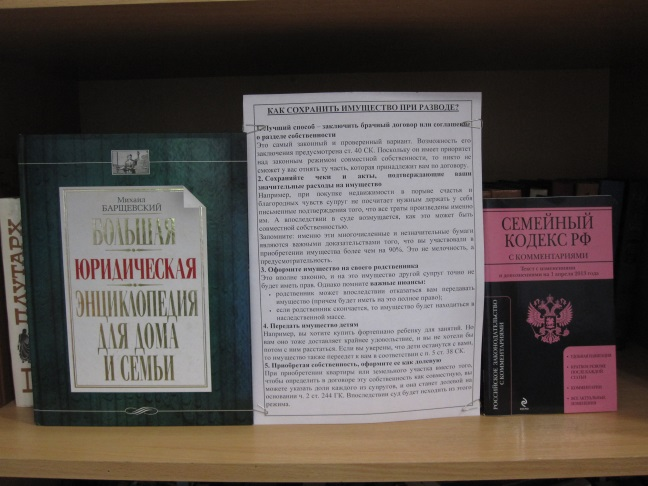 ПЛУТАРХ
Михаил
БАРЩЕВСКИЙ
БОЛЬШАЯ
ЮРИДИЧЕСКАЯ
ЭНЦИКЛОПЕДИЯ
ДЛЯ ДОМА
И СЕМЬИ
КАК СОХРАНИТЬ ИМУЩЕСТВО ПРИ РАЗВОДЕ?
1. Лучший способ – заключить брачный договор или соглашение
о разделе собственности
Это самый законный и проверенный вариант. Возможность его
заключения предусмотрена ст. 40 СК. Поскольку он имеет приоритет
над законным режимом совместной собственности, то никто не
сможет у вас отнять ту часть, которая принадлежит вам по договору.
2. Сохраняйте чеки и акты, подтверждающие ваши
значительные расходы на имущество
Например, при покупке недвижимости в порыве счастья и
благородных чувств супруг не посчитает нужным держать у себя
письменные подтверждения того, что все траты произведены именно
им. А впоследствии в суде возмущается, как это может быть
совместной собственностью.
Запомните: именно эти многочисленные и незначительные бумаги
являются важными доказательствами того, что вы участвовали в
приобретении имущества более чем на 90%. Это не мелочность, а
предусмотрительность.
3. Оформите имущество на своего родственника
Это вполне законно, и на это имущество другой супруг точно не
будет иметь прав. Однако помните важные нюансы:
родственник может впоследствии отказаться вам передавать
имущество (причем будет иметь на это полное право);
если родственник скончается, то имущество будет находиться в
наследственной массе.
4. Передать имущество детям
Например, вы хотите купить фортепиано ребенку для занятий. Но
вам оно тоже доставляет крайнее удовольствие, и вы не хотели бы
потом с ним расставаться. Если вы уверены, что дети останутся с вами,
то имущество также переедет к вам в соответствии с п. 5 ст. 38 СК.
5. Приобретая собственность, оформите ее как долевую
При приобретении квартиры или земельного участка вместо того,
чтобы определить в договоре эту собственность как совместную, вы
можете указать доли каждого из супругов, и она станет долевой на
основании ч. 2 ст. 244 ГК. Впоследствии суд будет исходить из этого
режима.
СЕМЕЙНЫЙ
КОДЕКС РФ
С КОММЕНТАРИЯМИ
РОССИЙСКОЕ ЗАКОНОДАТЕЛЬСТВО
С КОММЕНТАРИЯМИ